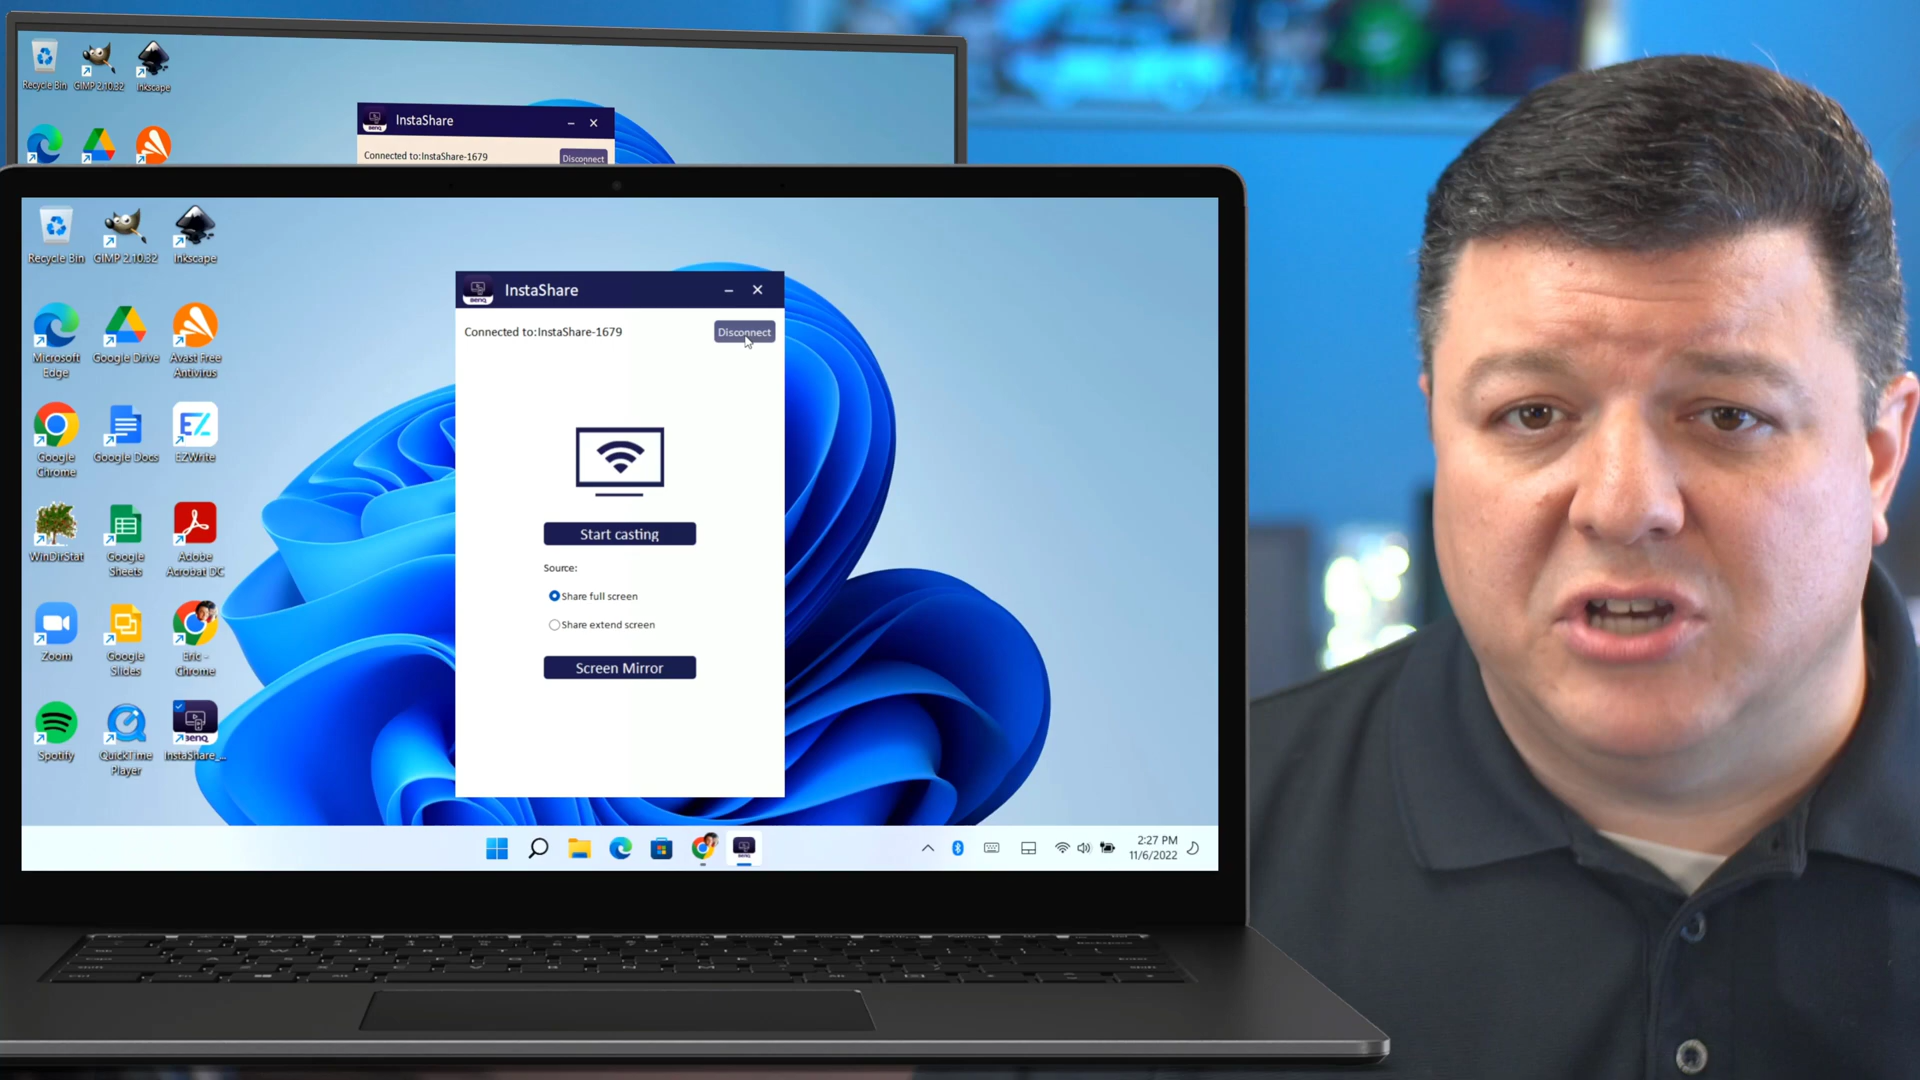 Recycle Bin
GIMP 2.10.32
Inkscape
InstaShare
BenQ
Connected to:InstaShare-1679
Disconnect
Recycle Bin
GIMP 2.10.32
Inkscape
InstaShare
BenQ
Connected to:InstaShare-1679
Disconnect
Microsoft Edge
Google Drive
Avast Free Antivirus
Google Chrome
Google Docs
EZ
EZWrite
WinDirStat
Google Sheets
Adobe Acrobat DC
Zoom
Google Slides
Eric - Chrome
Spotify
QuickTime Player
BenQ
InstaShare_...
Start casting
Source:
Share full screen
Share extend screen
Screen Mirror
2:27 PM
11/6/2022